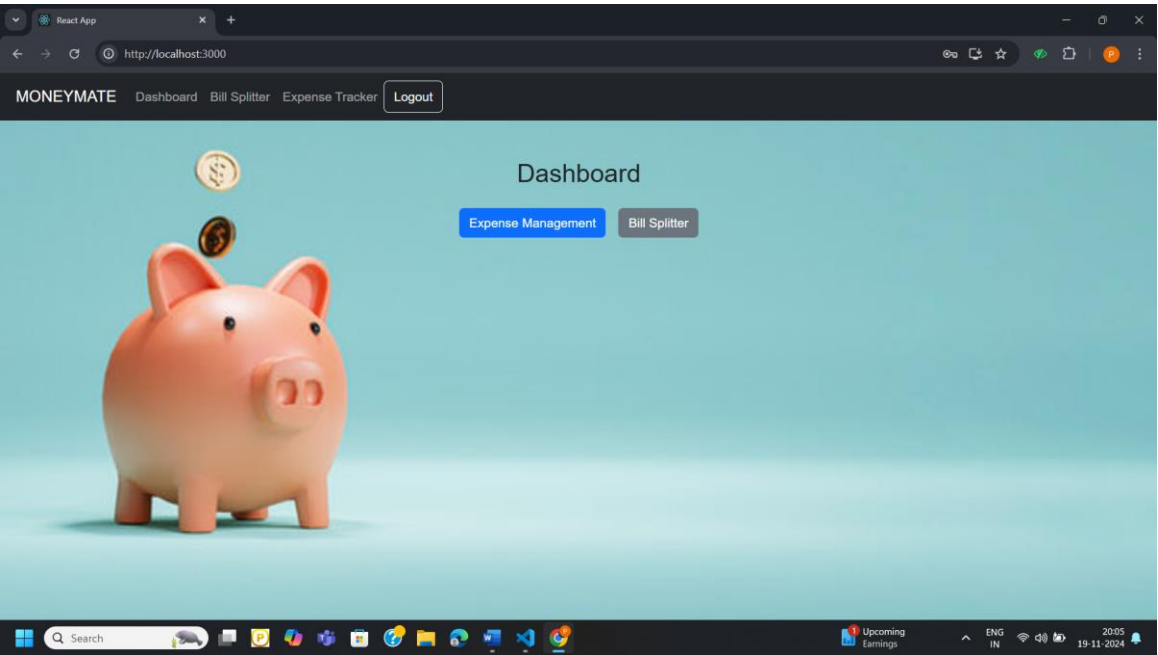 React App
http://localhost:3000
P
MONEYMATE Dashboard Bill Splitter Expense Tracker Logout
Dashboard
Expense Management Bill Splitter
Search
1 Upcoming
Earnings
ENG
IN
20:05
19-11-2024